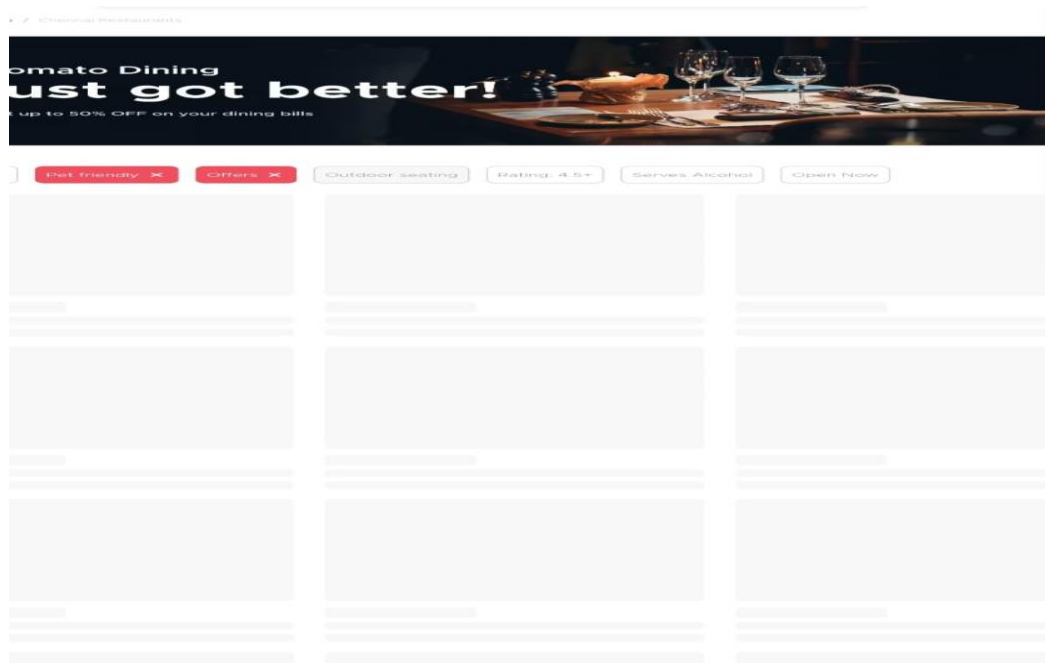 / Chennai Restaurants
omato Dining
ust got better!
t up to 50% OFF on your dining bills
Pet friendly ✕ Offers ✕ Outdoor seating Rating: 4.5+ Serves Alcohol Open Now